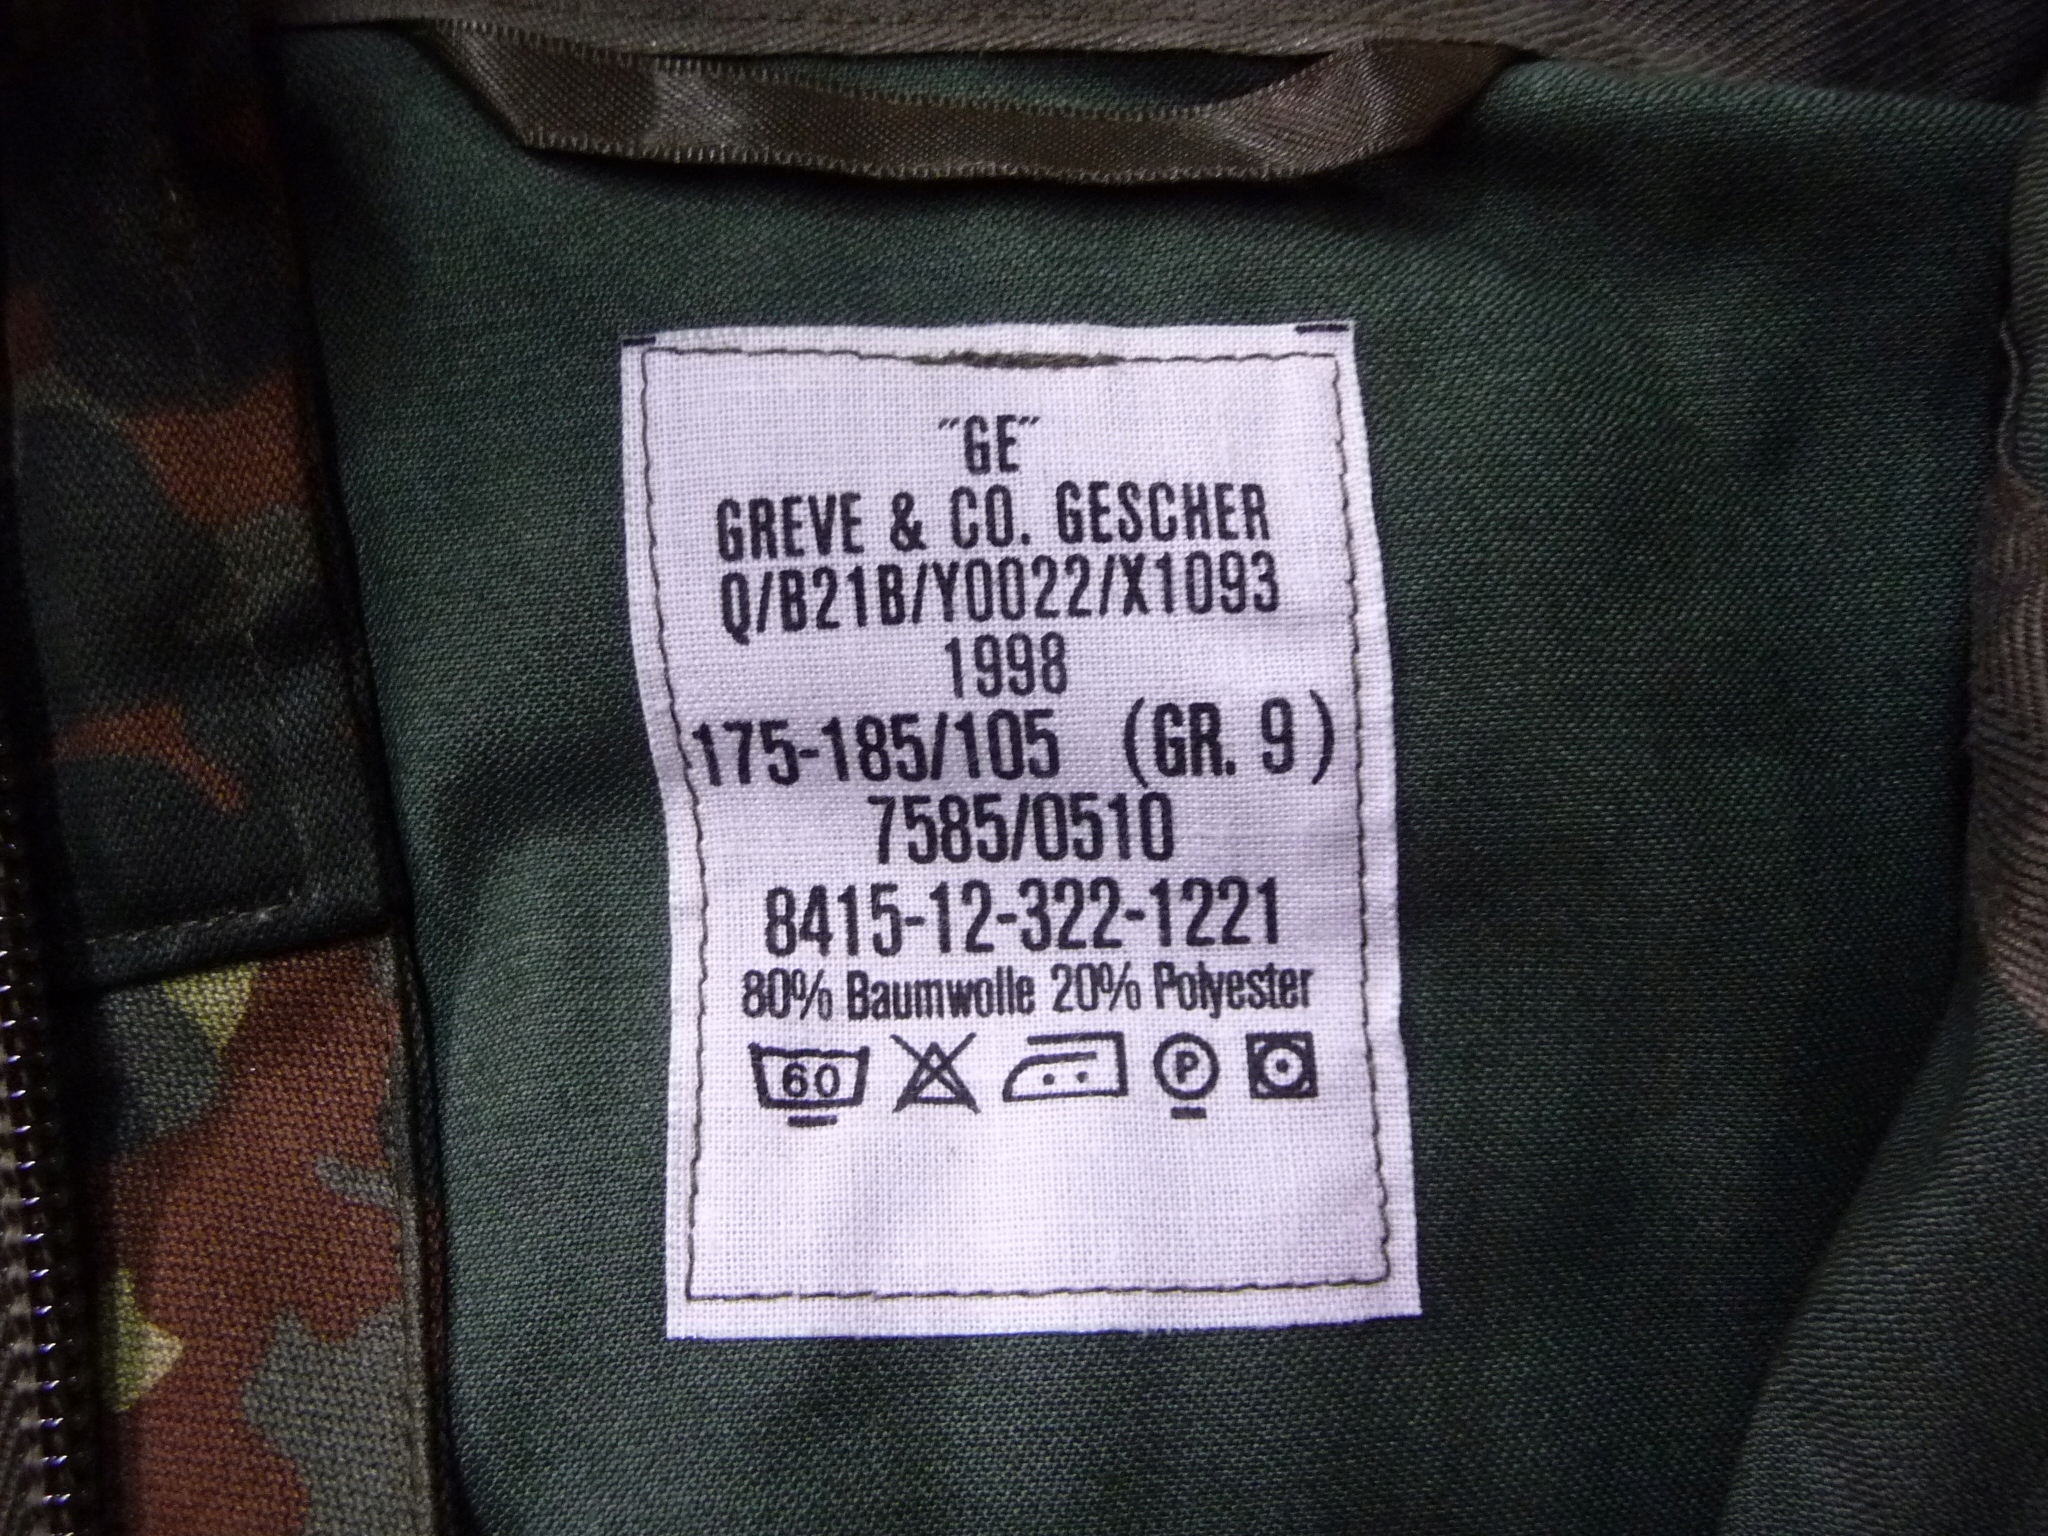 "GE"
GREVE & CO. GESCHER
Q/B21B/Y0022/X1093
1998
175-185/105 (GR. 9)
7585/0510
8415-12-322-1221
80% Baumwolle 20% Polyester
60 P